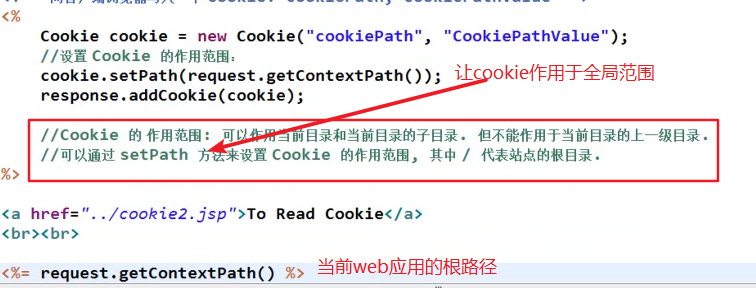 <%
Cookie cookie = new Cookie("cookiePath", "CookiePathValue");
//设置 Cookie 的作用范围:
cookie.setPath(request.getContextPath());
让cookie作用于全局范围
response.addCookie(cookie);
//Cookie 的 作用范围: 可以作用当前目录和当前目录的子目录. 但不能作用于当前目录的上一级目录.
//可以通过 setPath 方法来设置 Cookie 的作用范围, 其中 / 代表站点的根目录.
%>
<a href="../cookie2.jsp">To Read Cookie</a>
<br><br>
<%= request.getContextPath() %>
当前web应用的根路径